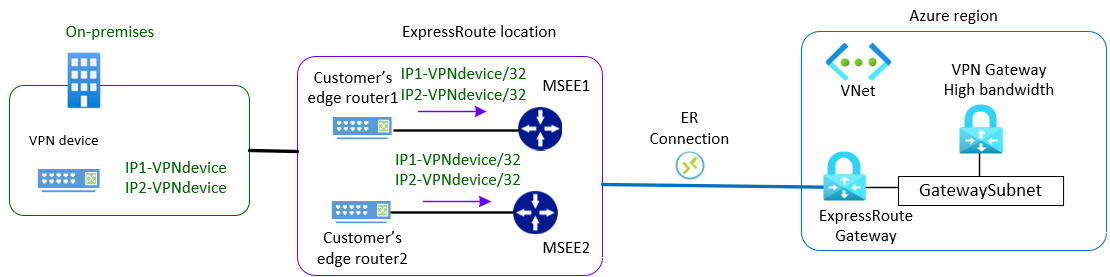 On-premises
VPN device
IP1-VPNdevice
IP2-VPNdevice
ExpressRoute location
Customer's
edge router1
IP1-VPNdevice/32
IP2-VPNdevice/32
MSEE1
IP1-VPNdevice/32
IP2-VPNdevice/32
Customer's
edge router2
MSEE2
ER
Connection
Azure region
VNet
VPN Gateway
High bandwidth
GatewaySubnet
ExpressRoute
Gateway